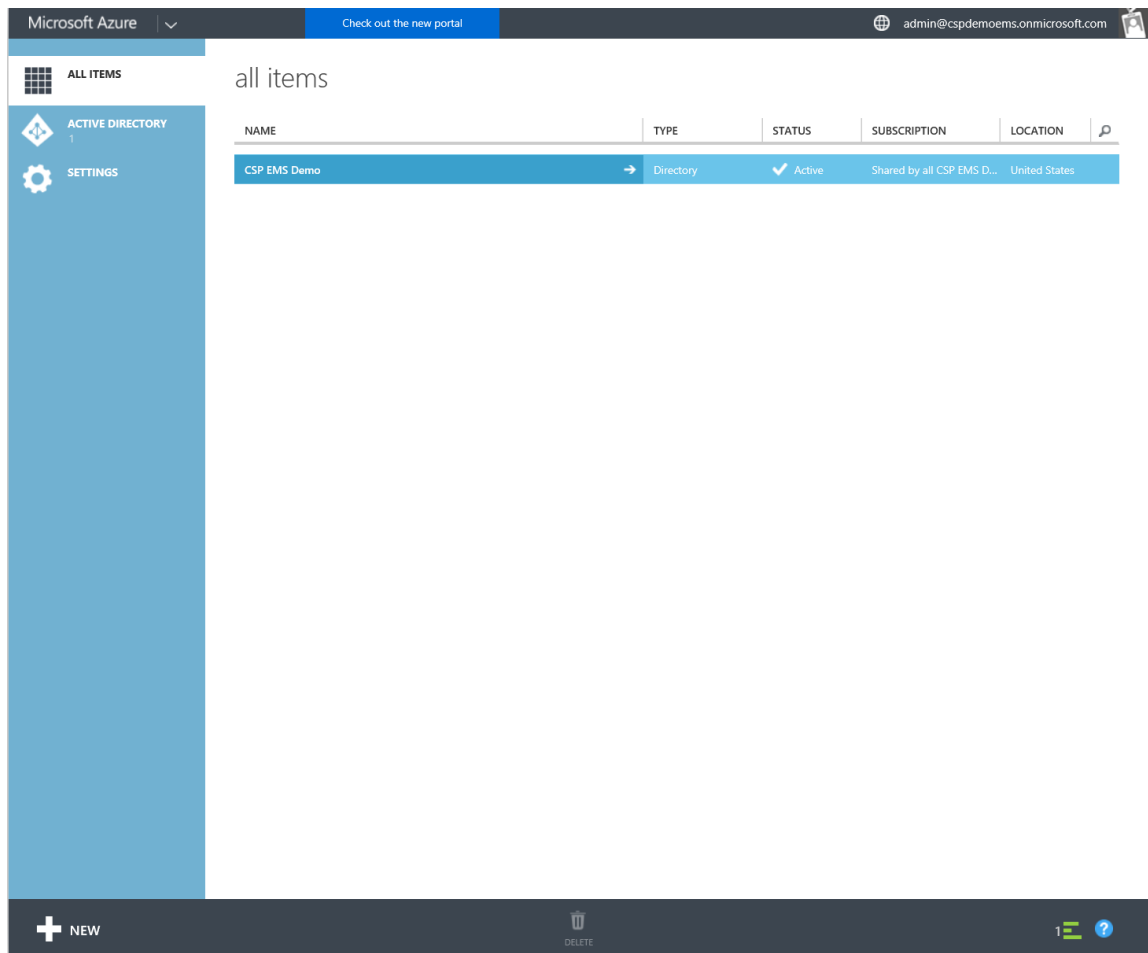 Microsoft Azure
Check out the new portal
admin@cspdemoems.onmicrosoft.com
ALL ITEMS
ACTIVE DIRECTORY
1
SETTINGS
all items
NAME TYPE STATUS SUBSCRIPTION LOCATION
CSP EMS Demo Directory Active Shared by all CSP EMS D... United States
NEW
DELETE
1
?